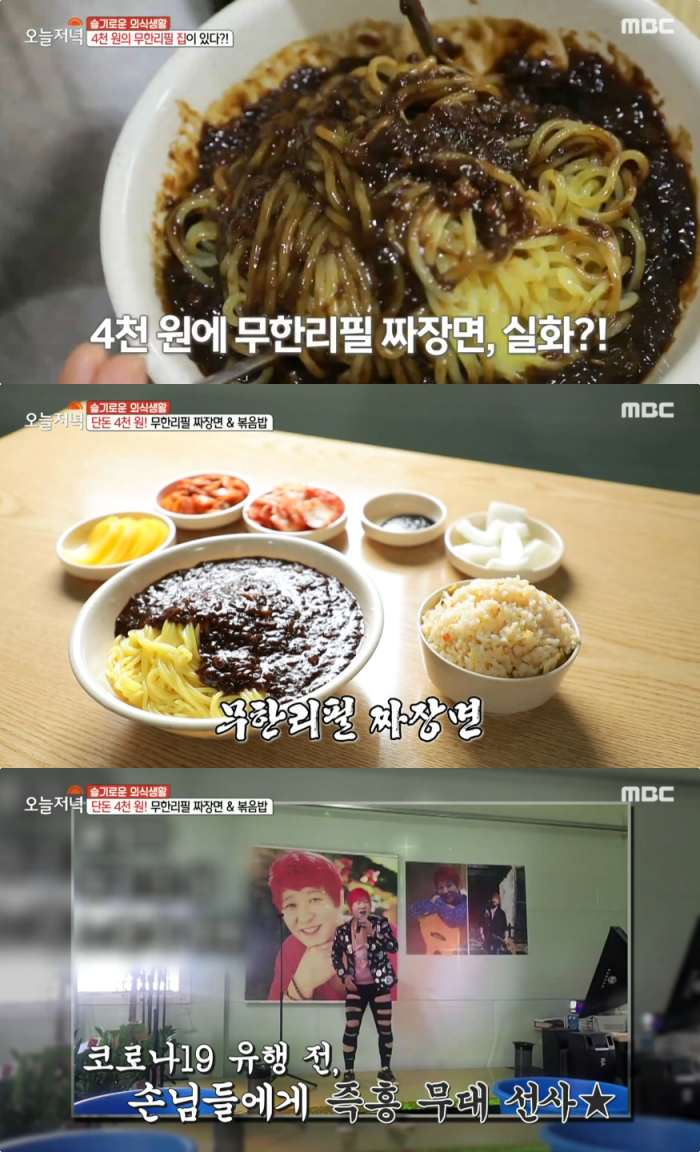 오늘저녁
슬기로운 외식생활
4천 원의 무한리필 집이 있다?!
MBC
4천 원에 무한리필 짜장면, 실화?!
오늘저녁
슬기로운 외식생활
단돈 4천 원! 무한리필 짜장면 & 볶음밥
MBC
무한리필 짜장면
오늘저녁
슬기로운 외식생활
단돈 4천 원! 무한리필 짜장면 & 볶음밥
MBC
코로나19 유행 전,
손님들에게 즉흥 무대 선사★